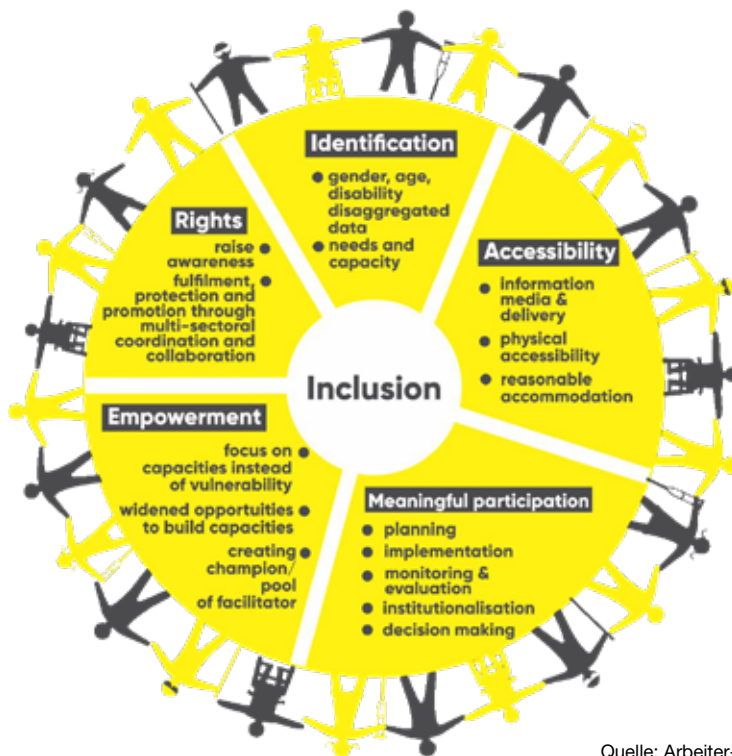 Identification
gender, age,
disability
disaggregated
data
needs and
capacity
Accessibility
information
media &
delivery
physical
accessibility
reasonable
accommodation
Meaningful participation
planning
implementation
monitoring &
evaluation
institutionalisation
decision making
Empowerment
focus on
capacities instead
of vulnerability
widened opportuities
to build capacities
creating
champion/
pool
of facilitator
Rights
raise
awareness
fulfilment,
protection and
promotion through
multi-sectoral
coordination and
collaboration
Inclusion
Quelle: Arbeiter-